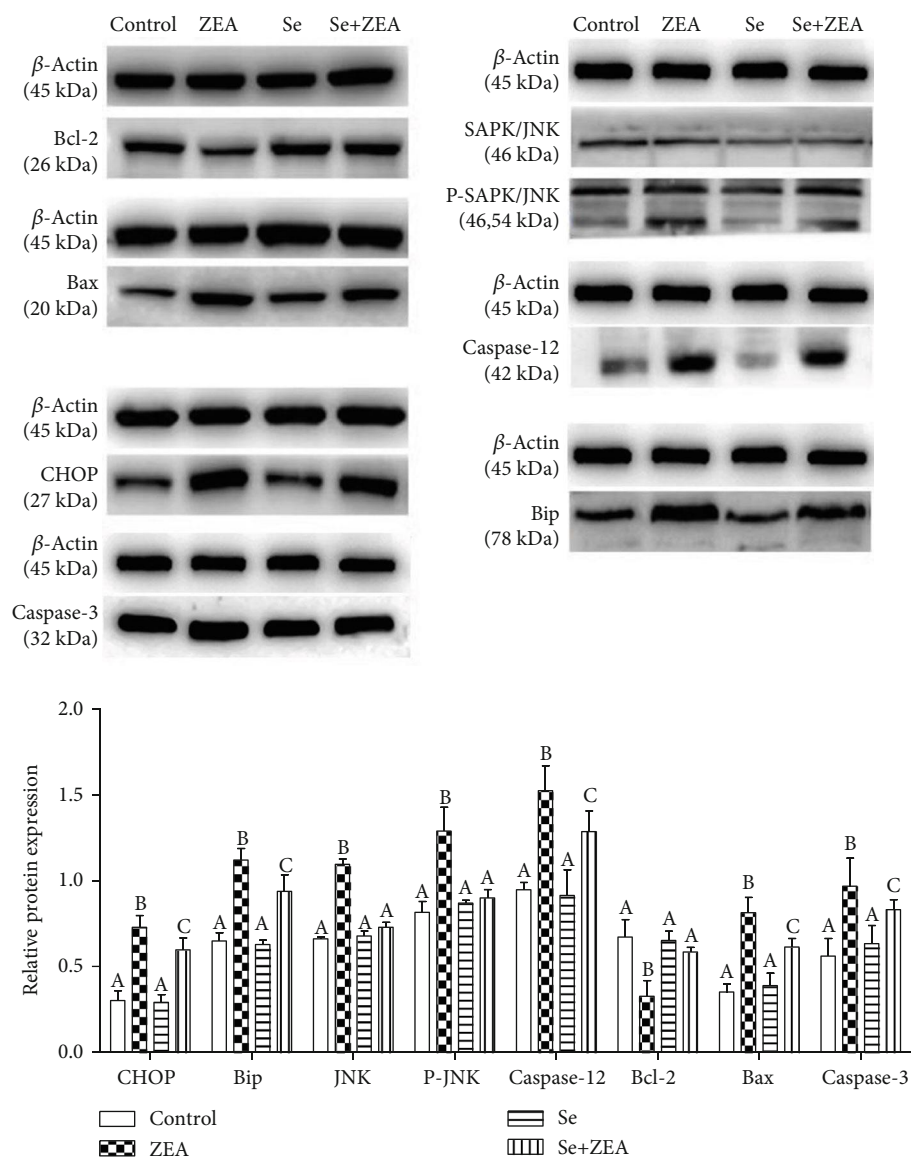 Control ZEA Se Se+ZEA
β-Actin
(45 kDa)
Bcl-2
(26 kDa)
β-Actin
(45 kDa)
Bax
(20 kDa)
β-Actin
(45 kDa)
CHOP
(27 kDa)
β-Actin
(45 kDa)
Caspase-3
(32 kDa)
Control ZEA Se Se+ZEA
β-Actin
(45 kDa)
SAPK/JNK
(46 kDa)
P-SAPK/JNK
(46,54 kDa)
β-Actin
(45 kDa)
Caspase-12
(42 kDa)
β-Actin
(45 kDa)
Bip
(78 kDa)
Relative protein expression
2.0
1.5
1.0
0.5
0.0
A B A C
A B A C
A B A A
A B A A
A B A C
A B A A
A B A C
A B A C
CHOP Bip JNK P-JNK Caspase-12 Bcl-2 Bax Caspase-3
Control
ZEA
Se
Se+ZEA